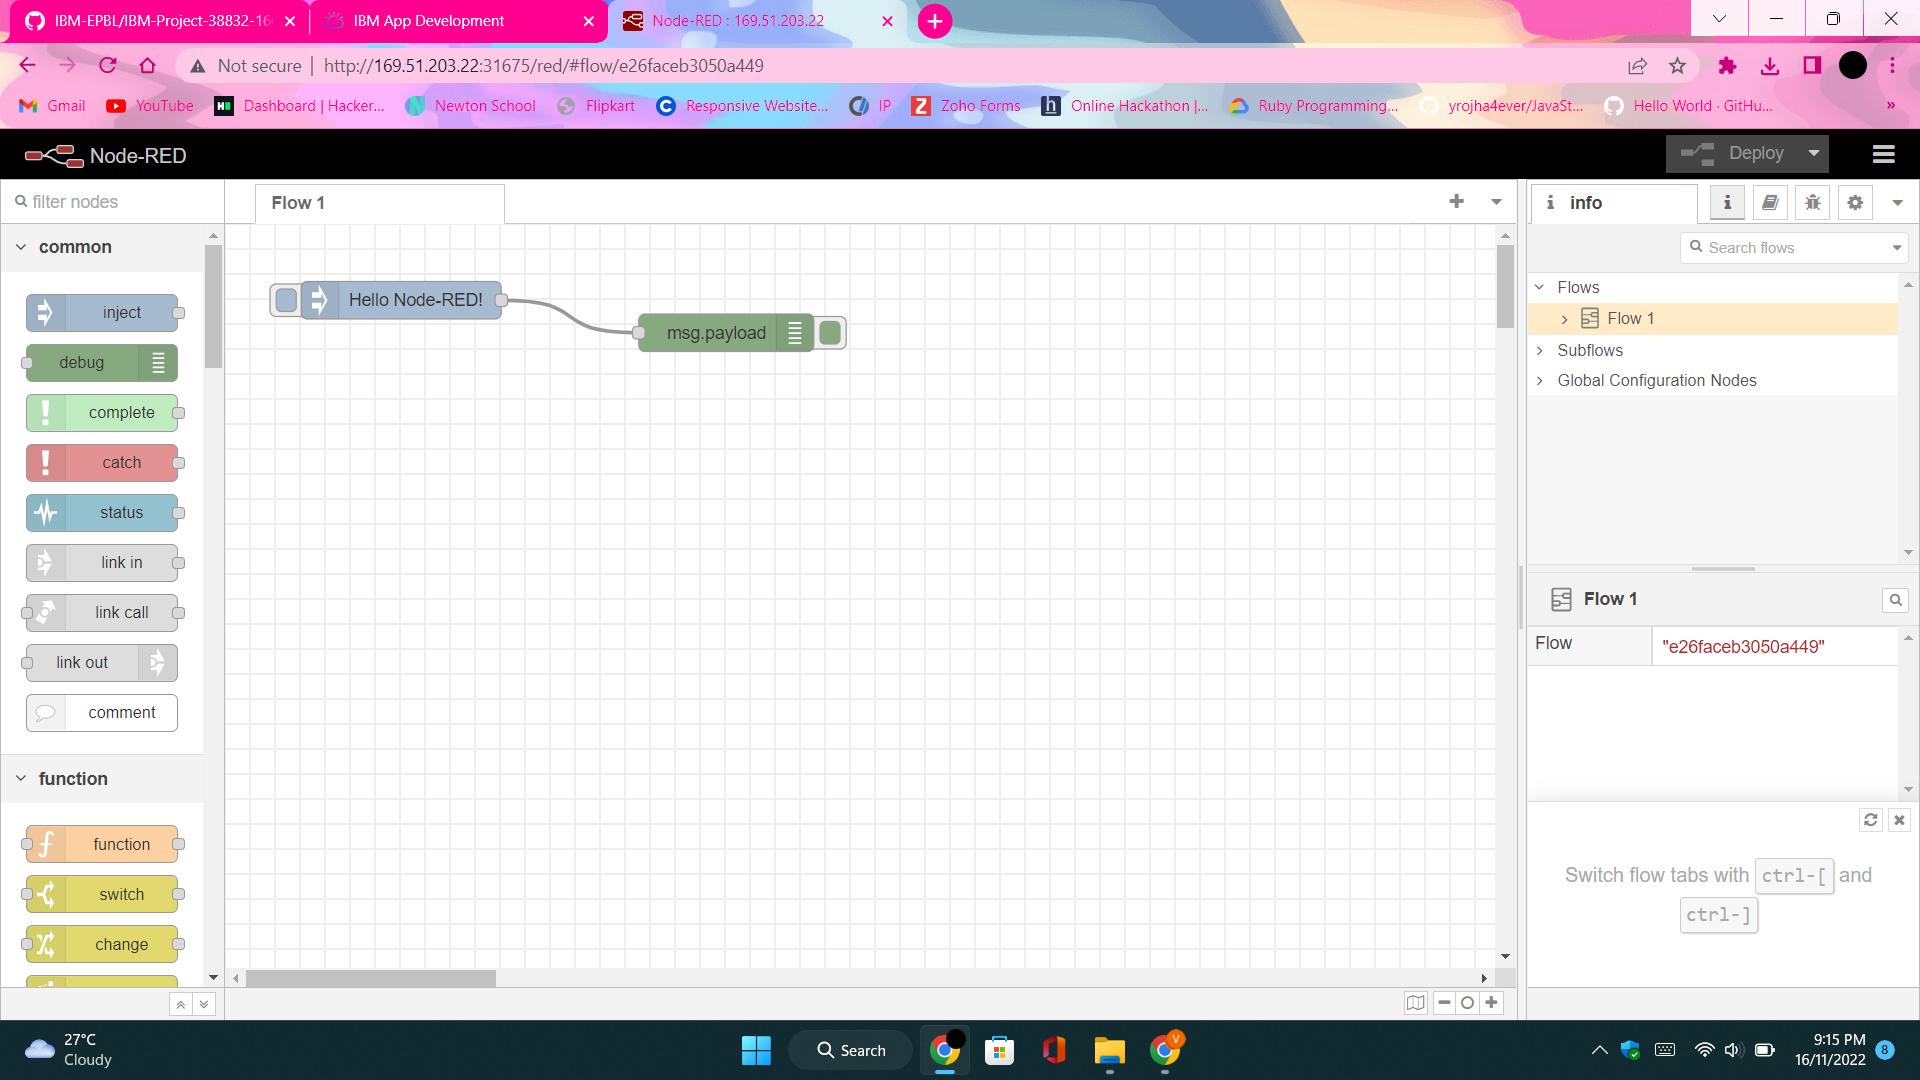 IBM-EPBL/IBM-Project-38832-16
IBM App Development
Node-RED : 169.51.203.22
Not secure
http://169.51.203.22:31675/red/#flow/e26faceb3050a449
Gmail
YouTube
Dashboard | Hacker...
Newton School
Flipkart
Responsive Website...
IP
Zoho Forms
Online Hackathon |...
Ruby Programming...
yrojha4ever/JavaSt...
Hello World · GitHu...
»
Node-RED
Deploy
filter nodes
Flow 1
info
Search flows
common
inject
debug
complete
catch
status
link in
link call
link out
comment
function
function
switch
change
Hello Node-RED!
msg.payload
Flows
Flow 1
Subflows
Global Configuration Nodes
Flow 1
Flow
"e26faceb3050a449"
Switch flow tabs with ctrl-[ and
ctrl-]
27°C
Cloudy
Search
V
9:15 PM
16/11/2022
8